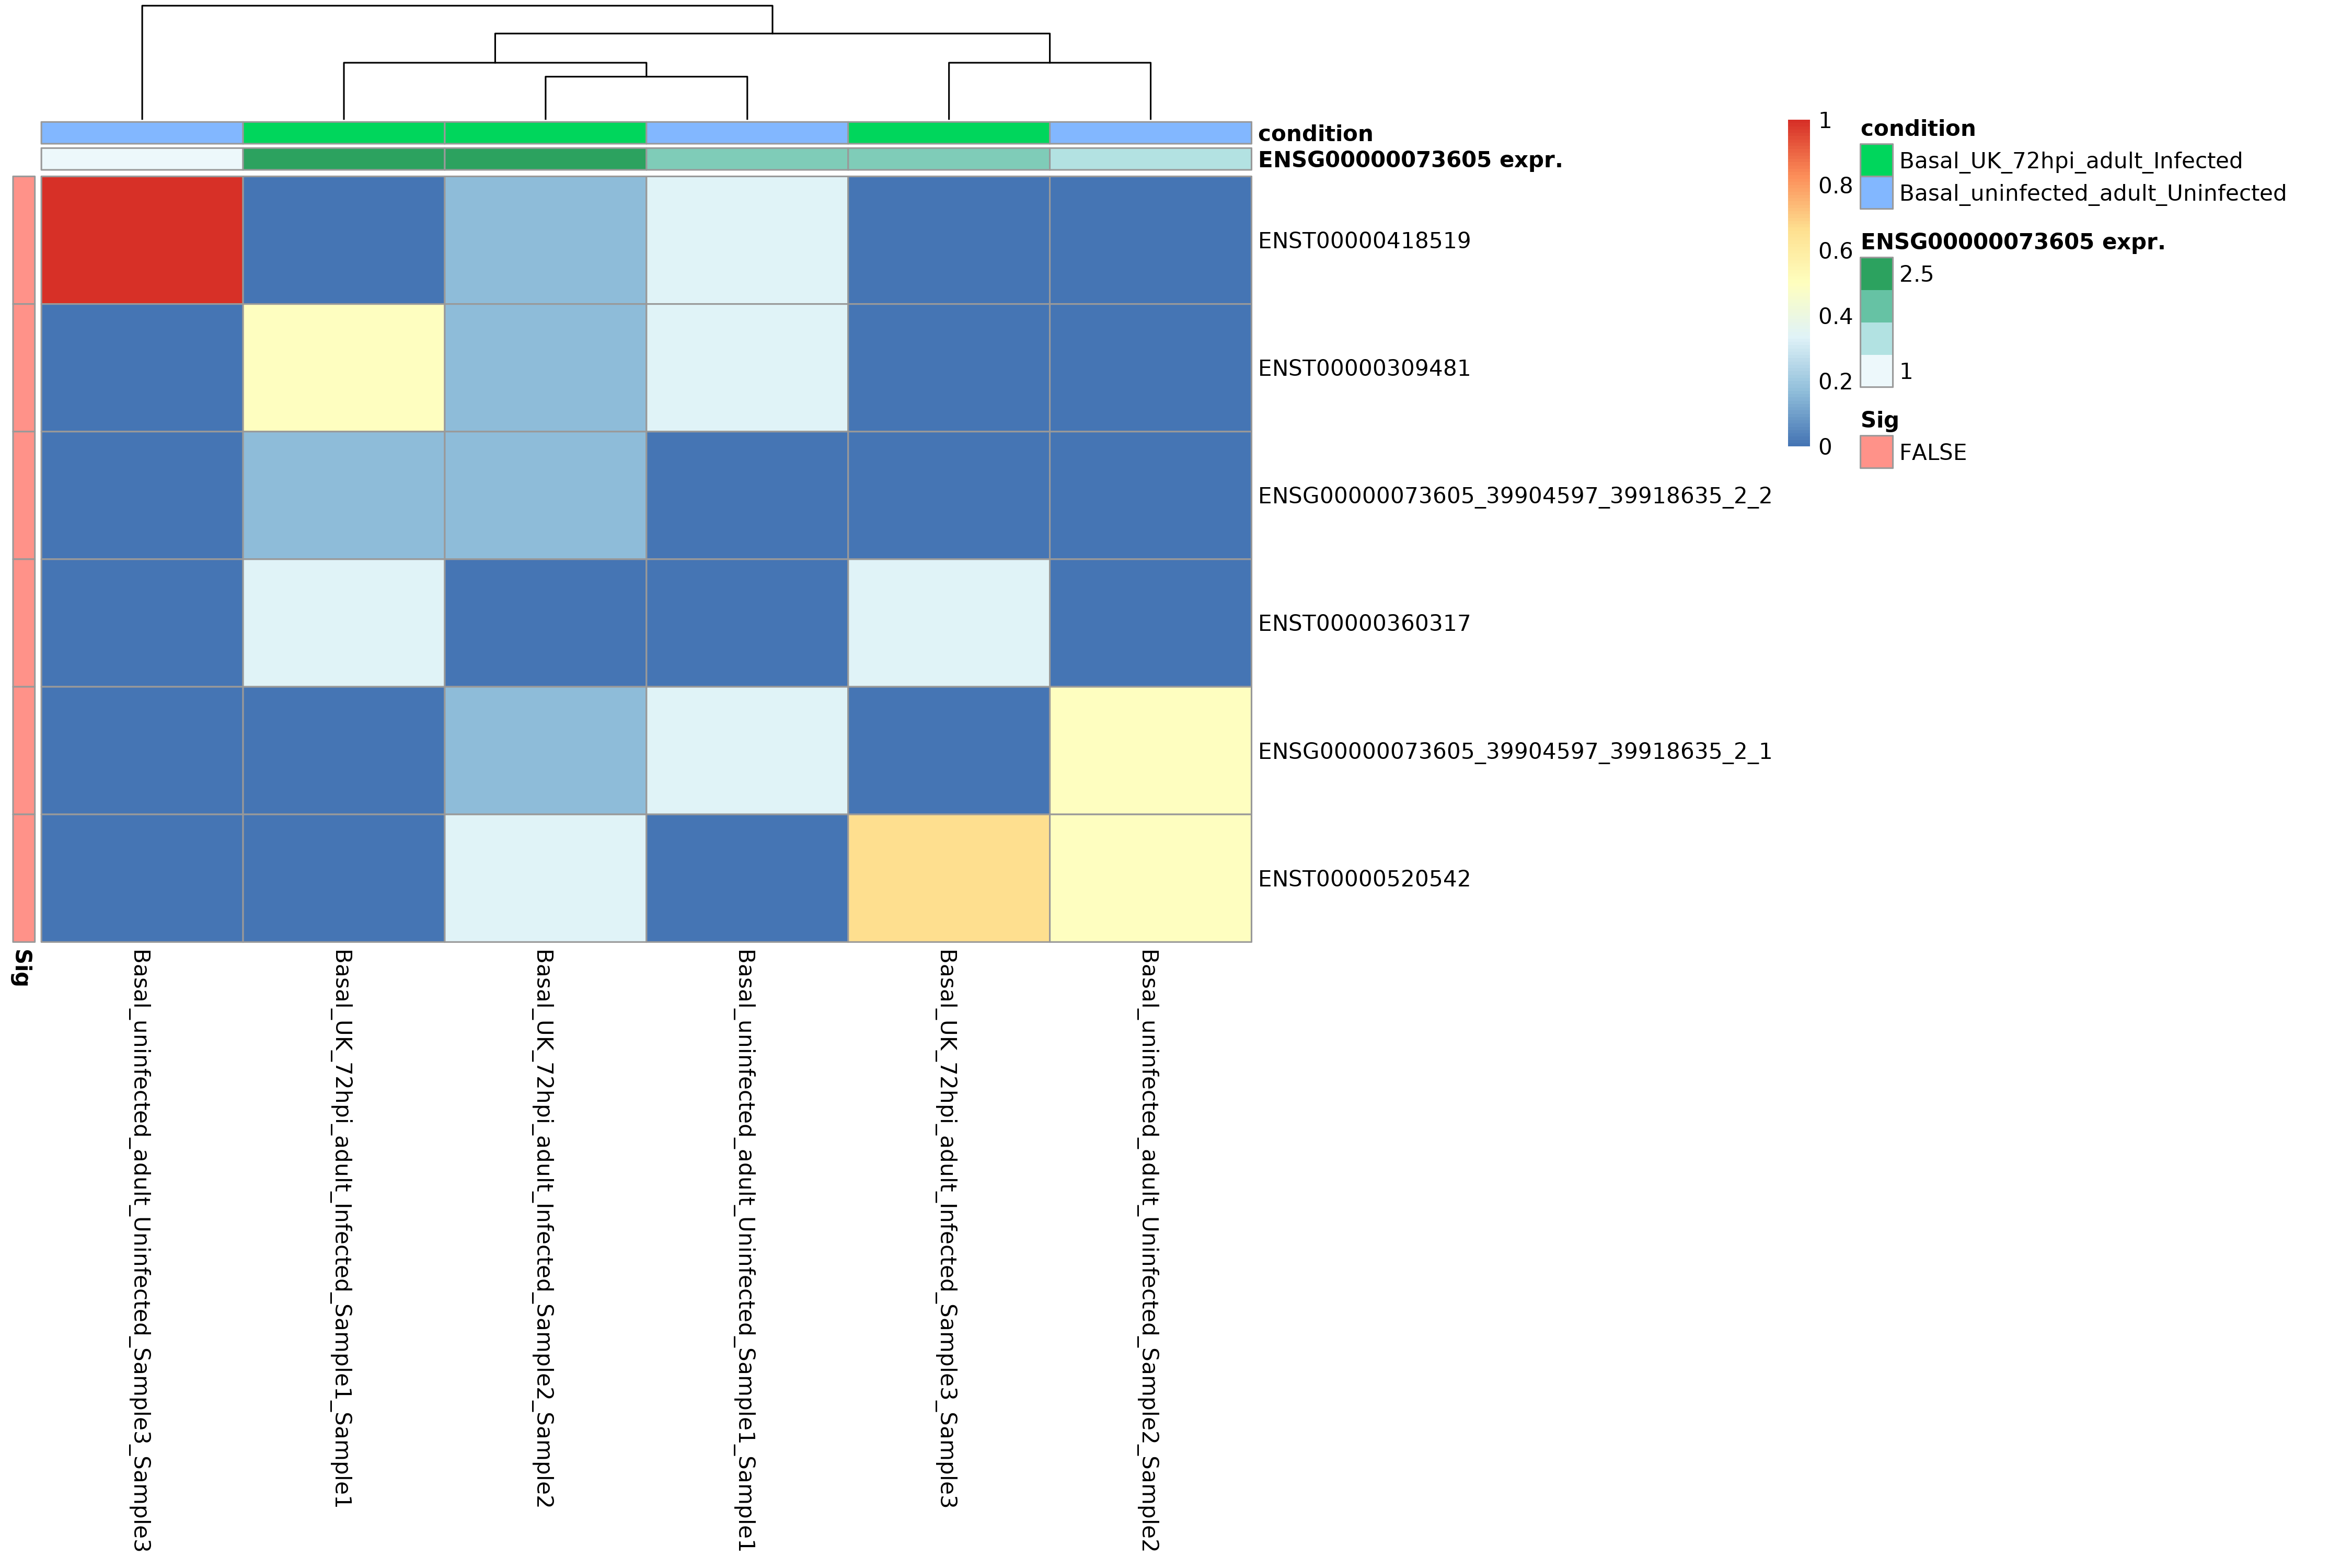 condition
ENSG00000073605 expr.
ENST00000418519
ENST00000309481
ENSG00000073605_39904597_39918635_2_2
ENST00000360317
ENSG00000073605_39904597_39918635_2_1
ENST00000520542
Sig
Basal_uninfected_adult_Uninfected_Sample3_Sample3
Basal_UK_72hpi_adult_Infected_Sample1_Sample1
Basal_UK_72hpi_adult_Infected_Sample2_Sample2
Basal_uninfected_adult_Uninfected_Sample1_Sample1
Basal_UK_72hpi_adult_Infected_Sample3_Sample3
Basal_uninfected_adult_Uninfected_Sample2_Sample2
1
0.8
0.6
0.4
0.2
0
condition
Basal_UK_72hpi_adult_Infected
Basal_uninfected_adult_Uninfected
ENSG00000073605 expr.
2.5
1
Sig
FALSE